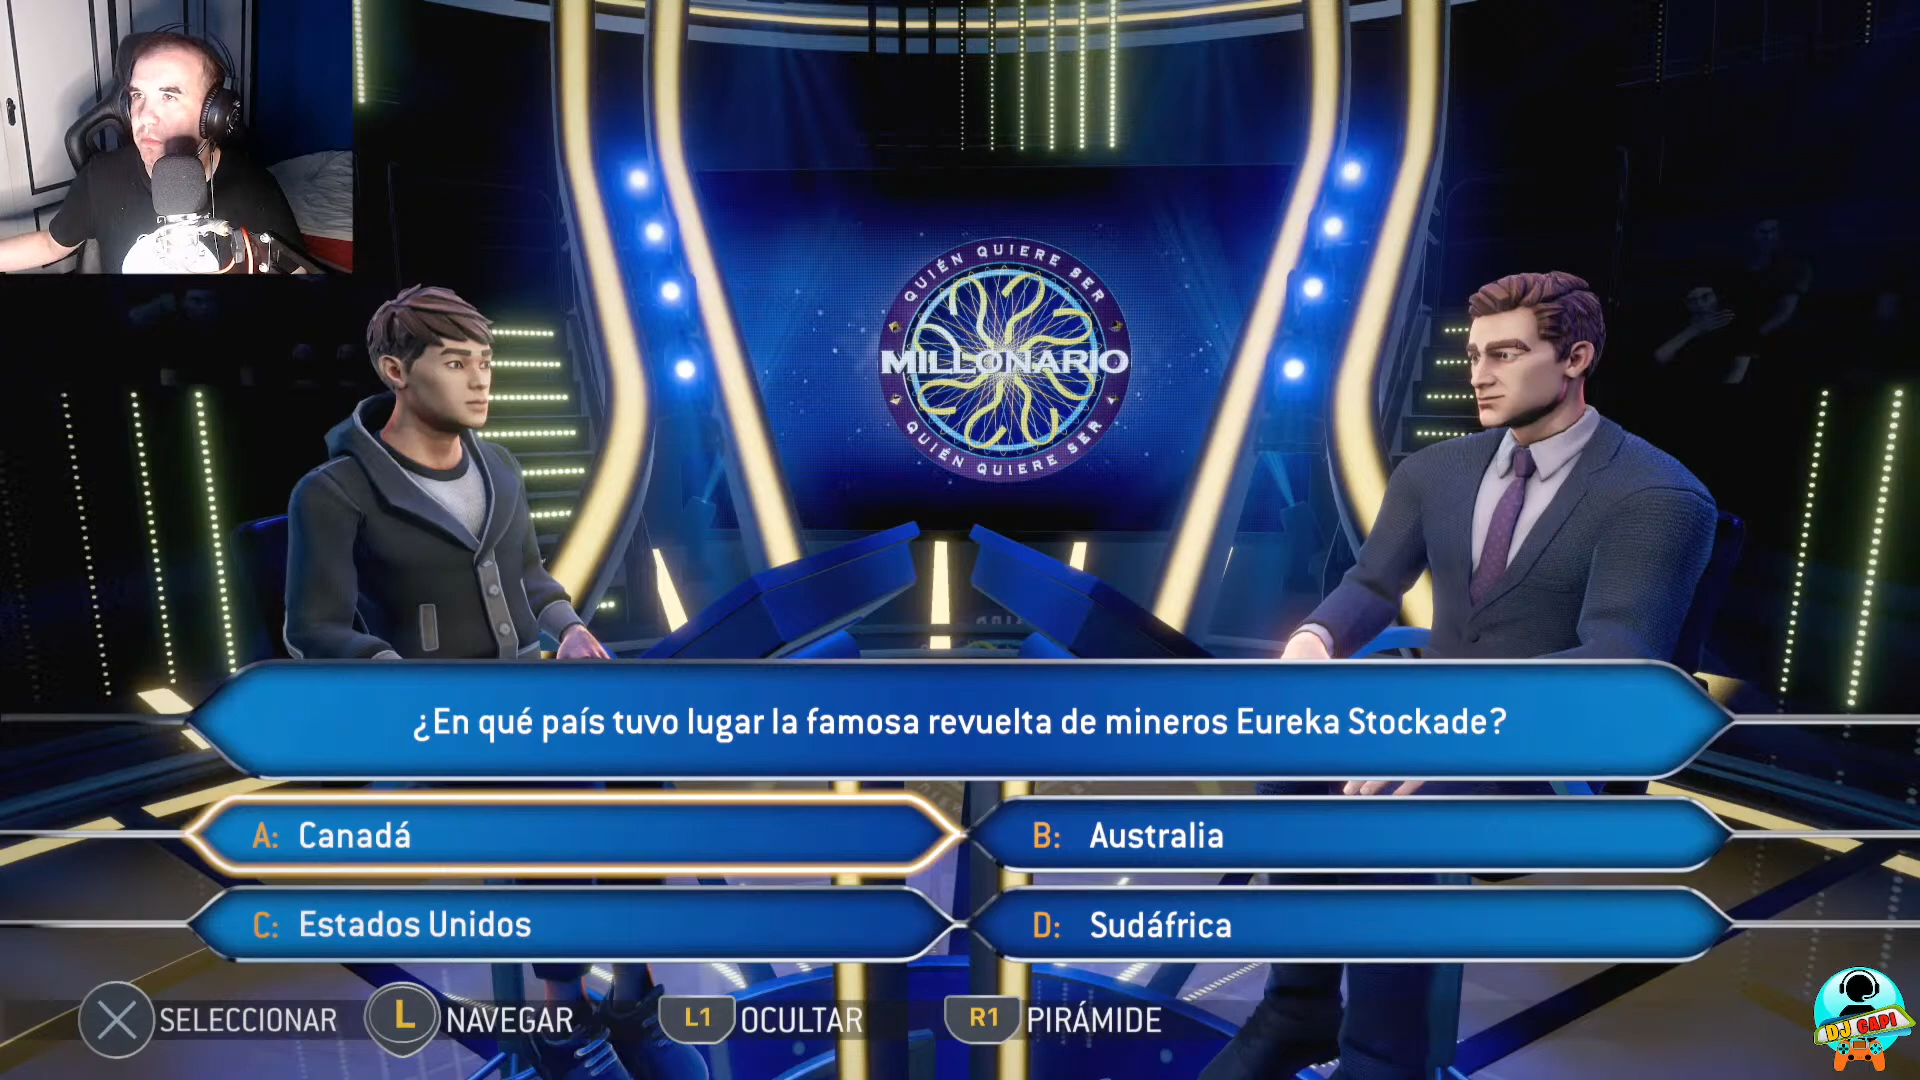 QUIÉN QUIERE SER
MILLONARIO
QUIÉN QUIERE SER
¿En qué país tuvo lugar la famosa revuelta de mineros Eureka Stockade?
A: Canadá
B: Australia
C: Estados Unidos
D: Sudáfrica
SELECCIONAR
L NAVEGAR
L1 OCULTAR
R1 PIRÁMIDE
DJ CAPI